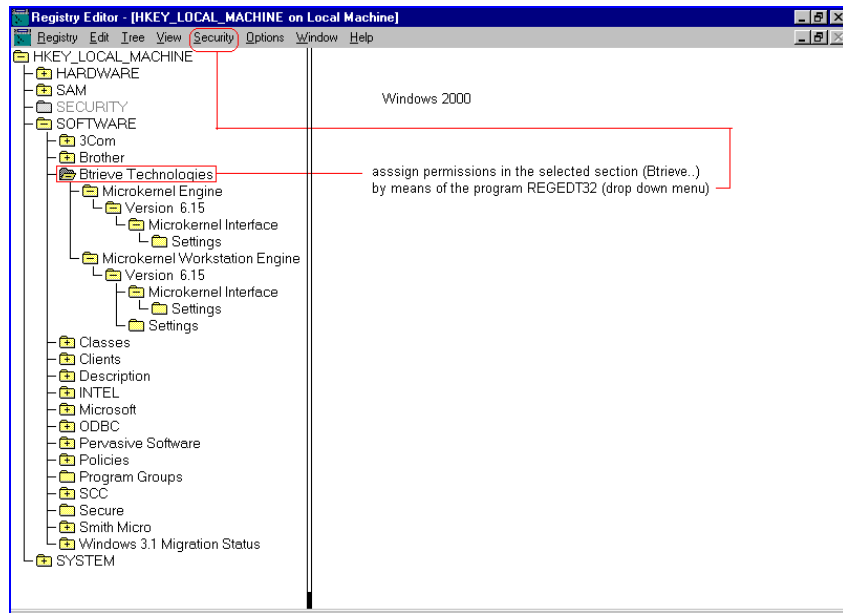 Registry Editor - [HKEY_LOCAL_MACHINE on Local Machine]
Registry Edit Tree View Security Options Window Help
HKEY_LOCAL_MACHINE
HARDWARE
SAM
SECURITY
SOFTWARE
3Com
Brother
Btrieve Technologies
Microkernel Engine
Version 6.15
Microkernel Interface
Settings
Microkernel Workstation Engine
Version 6.15
Microkernel Interface
Settings
Settings
Classes
Clients
Description
INTEL
Microsoft
ODBC
Pervasive Software
Policies
Program Groups
SCC
Secure
Smith Micro
Windows 3.1 Migration Status
SYSTEM
Windows 2000
asssign permissions in the selected section (Btrieve..)
by means of the program REGEDT32 (drop down menu)